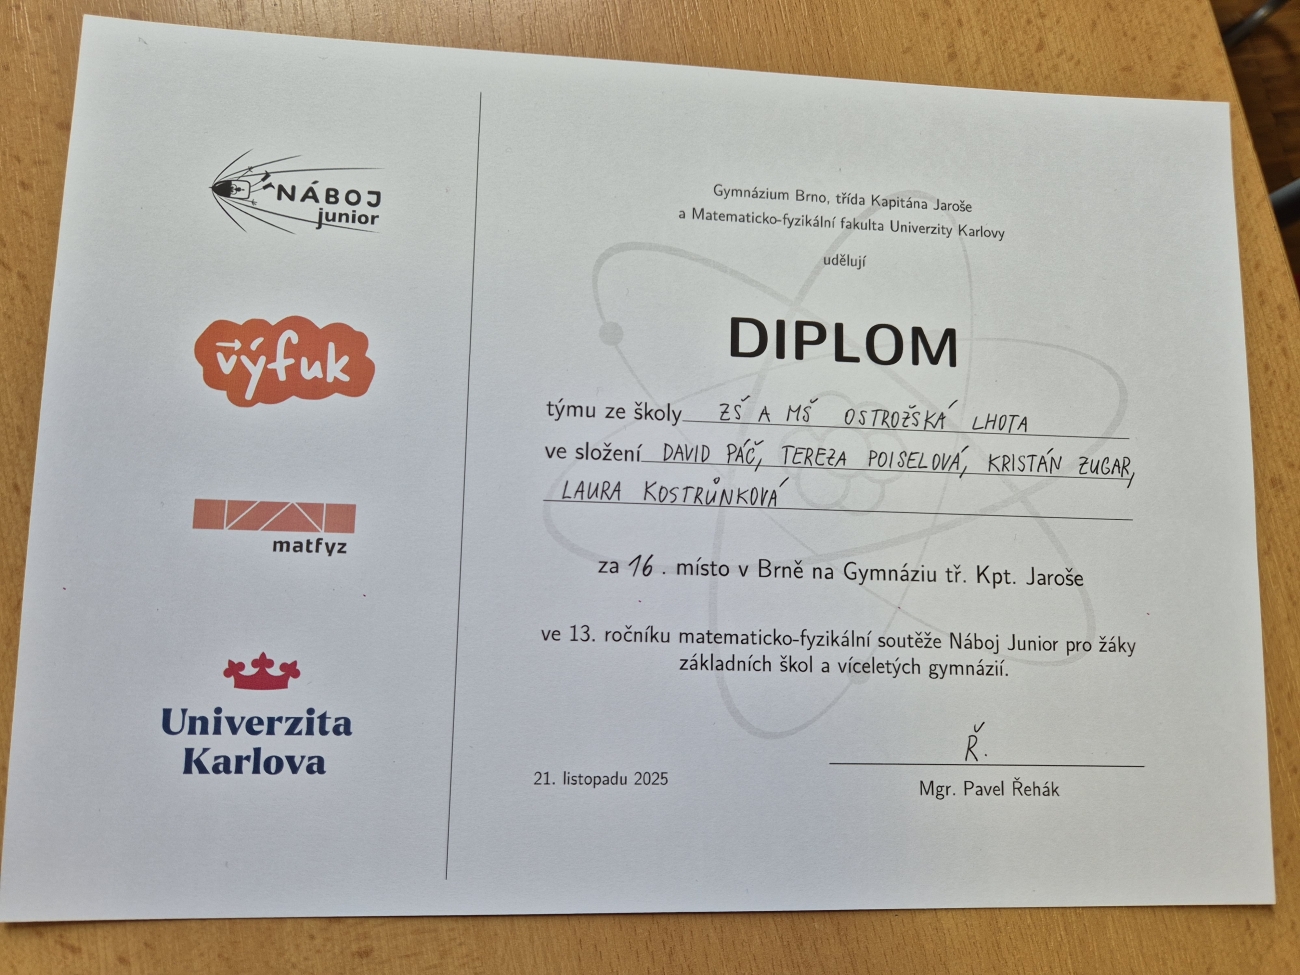 NÁBOJ
junior
výfuk
matfyz
Univerzita
Karlova
Gymnázium Brno, třída Kapitána Jaroše
a Matematicko-fyzikální fakulta Univerzity Karlovy
udělují
DIPLOM
týmu ze školy ZŠ A MŠ OSTROŽSKÁ LHOTA
ve složení DAVID PÁČ, TEREZA POISELOVÁ, KRISTÁN ZUGAR,
LAURA KOSTRŮNKOVÁ
za 16. místo v Brně na Gymnáziu tř. Kpt. Jaroše
ve 13. ročníku matematicko-fyzikální soutěže Náboj Junior pro žáky
základních škol a víceletých gymnázií.
Ř.
21. listopadu 2025
Mgr. Pavel Řehák